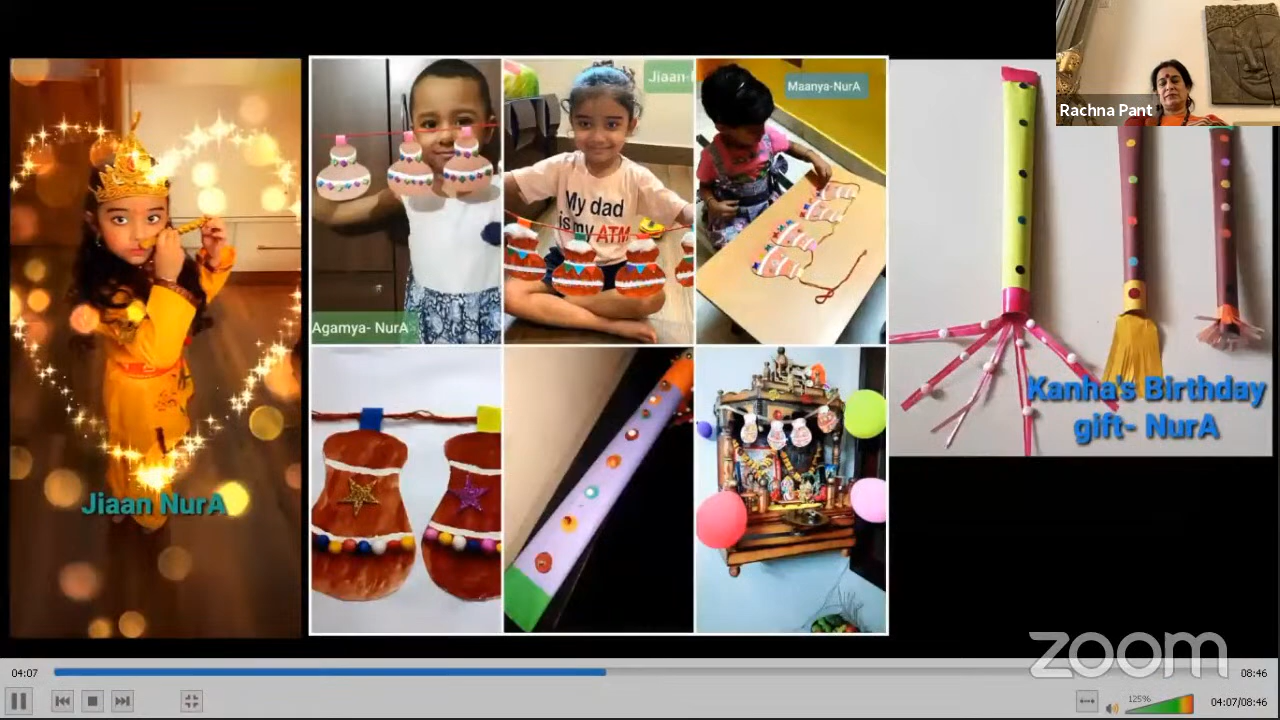 Rachna Pant
Jiaan NurA
Agamya- NurA
My dad
is my ATM
Jiaan-
Maanya-NurA
Kanha's Birthday
gift- NurA
zoom
04:07
08:46
125%
04:07/08:46